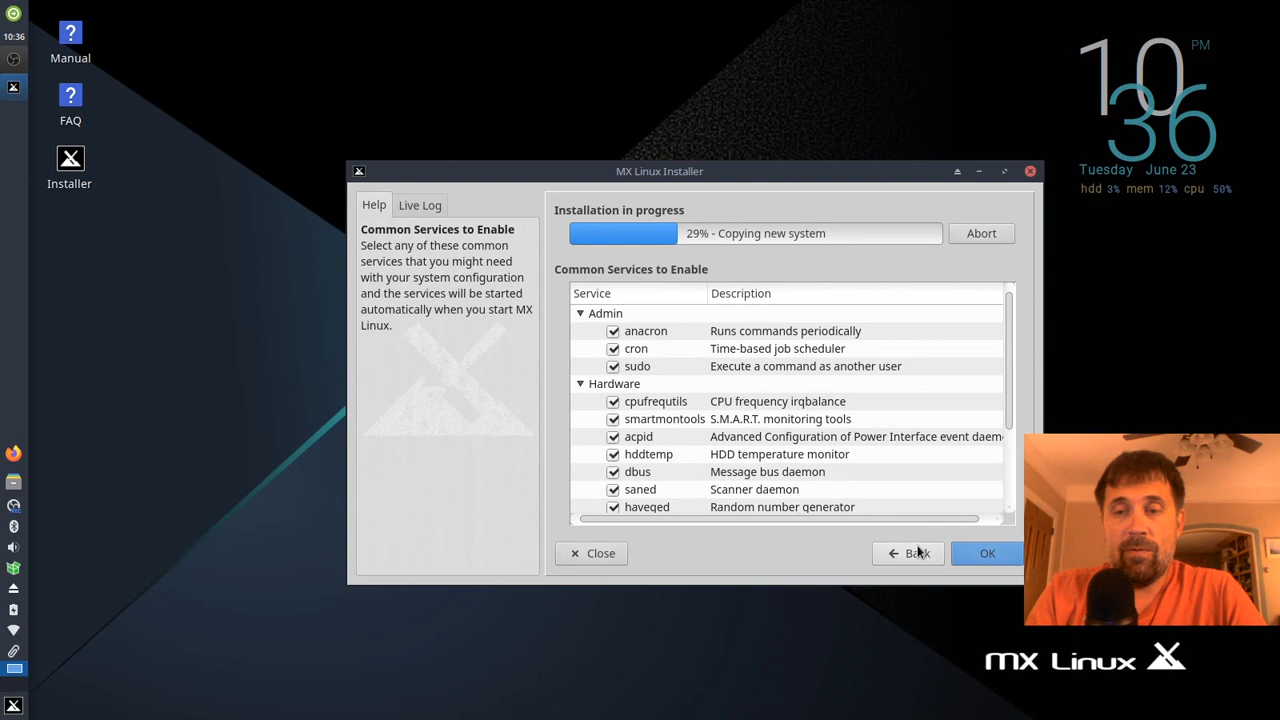 10:36
Manual
FAQ
Installer
10 PM
36
Tuesday June 23
hdd 3% mem 12% cpu 50%
MX Linux Installer
Help
Live Log
Common Services to Enable
Select any of these common
services that you might need
with your system configuration
and the services will be started
automatically when you start MX
Linux.
Installation in progress
29% - Copying new system
Abort
Common Services to Enable
Service Description
Admin
anacron Runs commands periodically
cron Time-based job scheduler
sudo Execute a command as another user
Hardware
cpufrequtils CPU frequency irqbalance
smartmontools S.M.A.R.T. monitoring tools
acpid Advanced Configuration of Power Interface event daem
hddtemp HDD temperature monitor
dbus Message bus daemon
saned Scanner daemon
haveged Random number generator
Close
Back
OK
MX Linux